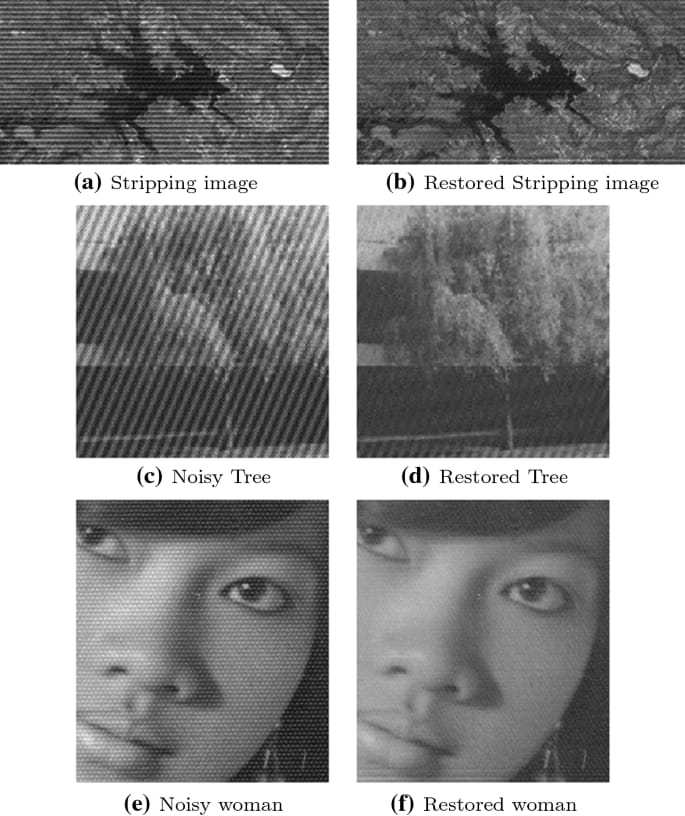 (a) Stripping image
(b) Restored Stripping image
(c) Noisy Tree
(d) Restored Tree
(e) Noisy woman
(f) Restored woman